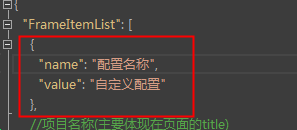 {
"FrameItemList": [
{
"name": "配置名称",
"value": "自定义配置"
},
//项目名称(主要体现在页面的title)